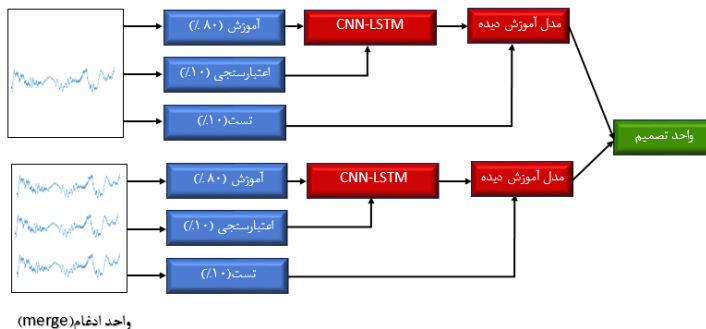 آموزش (۸۰ ٪)
CNN-LSTM
مدل آموزش دیده
اعتبارسنجی (۱۰٪)
تست(۱۰٪)
واحد تصمیم
آموزش (۸۰ ٪)
CNN-LSTM
مدل آموزش دیده
اعتبارسنجی (۱۰٪)
تست(۱۰٪)
واحد ادغام(merge)